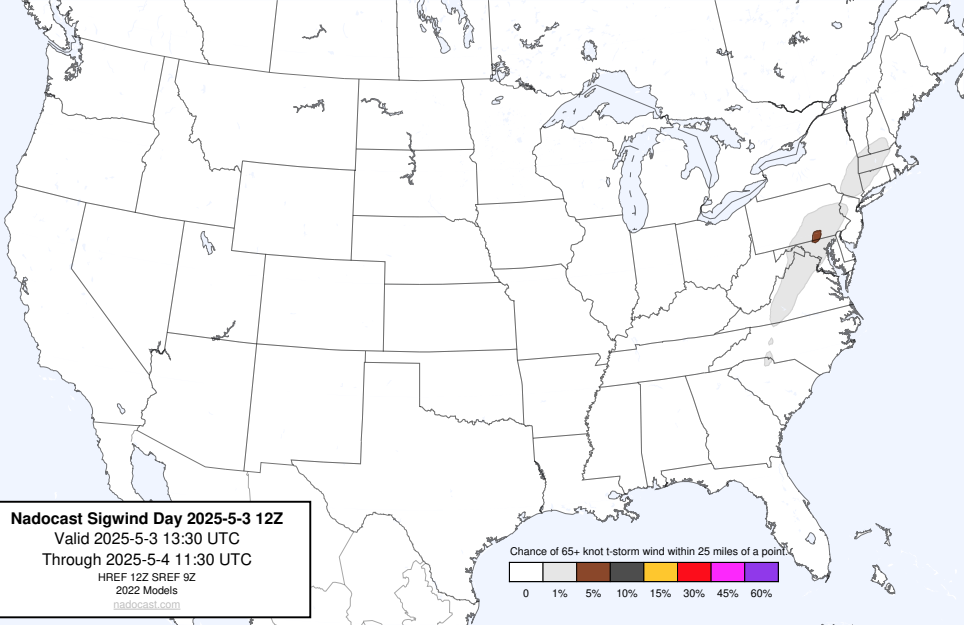 Nadocast Sigwind Day 2025-5-3 12Z
Valid 2025-5-3 13:30 UTC
Through 2025-5-4 11:30 UTC
HREF 12Z SREF 9Z
2022 Models
nadocast.com
Chance of 65+ knot t-storm wind within 25 miles of a point.
0 1% 5% 10% 15% 30% 45% 60%